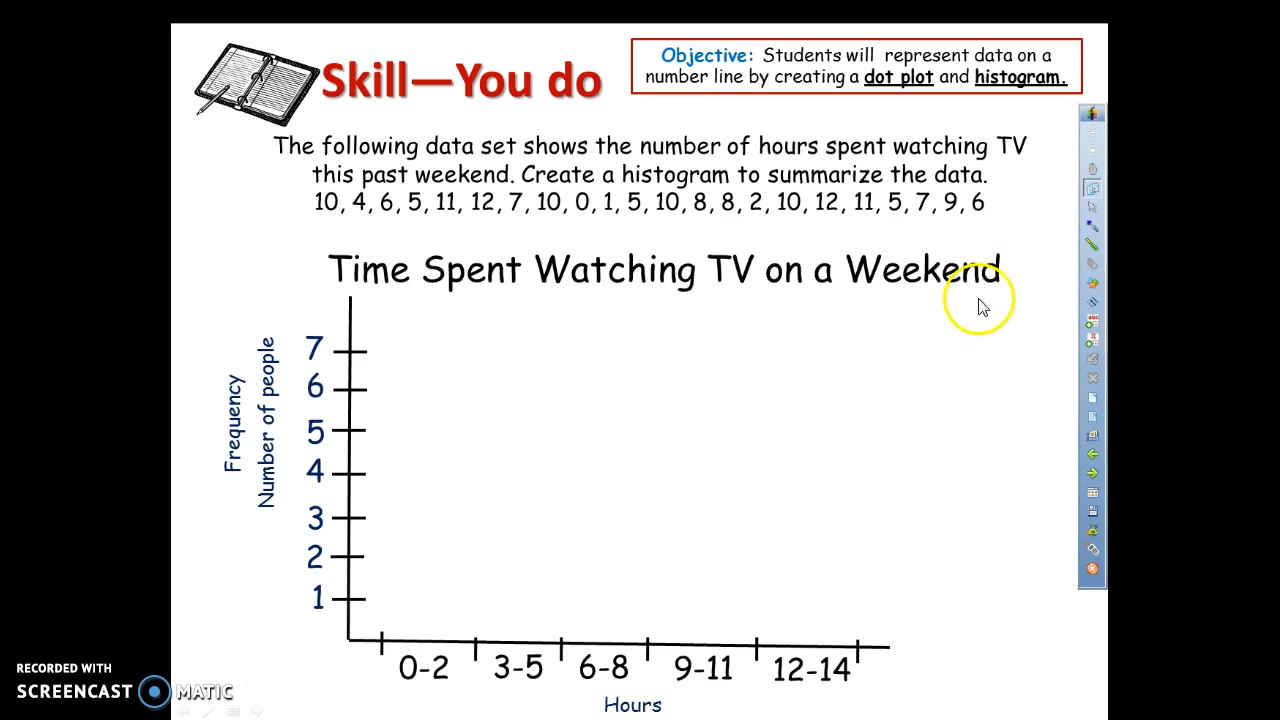 Skill—You do
Objective: Students will represent data on a
number line by creating a dot plot and histogram.
The following data set shows the number of hours spent watching TV
this past weekend. Create a histogram to summarize the data.
10, 4, 6, 5, 11, 12, 7, 10, 0, 1, 5, 10, 8, 8, 2, 10, 12, 11, 5, 7, 9, 6
Time Spent Watching TV on a Weekend
Frequency
Number of people
7
6
5
4
3
2
1
0-2 3-5 6-8 9-11 12-14
Hours
RECORDED WITH
SCREENCAST MATIC